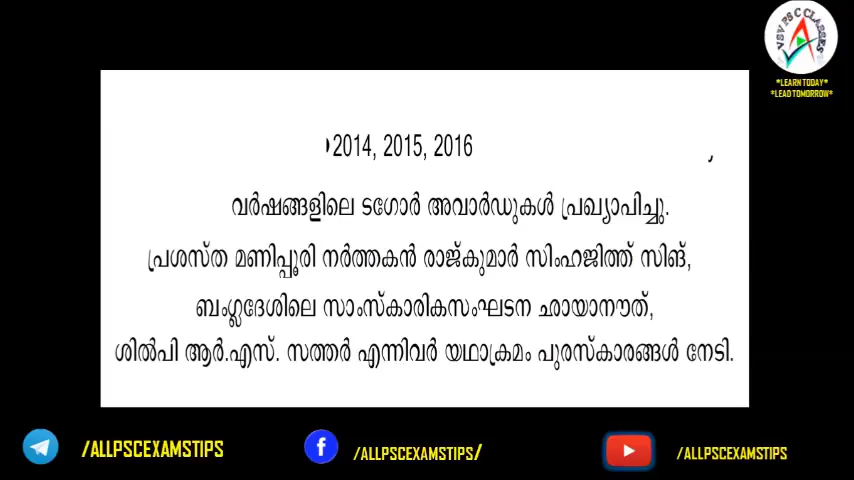 VSV PSC CLASSES
*LEARN TODAY*
*LEAD TOMORROW*
2014, 2015, 2016
വർഷങ്ങളിലെ ടഗോർ അവാർഡുകൾ പ്രഖ്യാപിച്ചു.
പ്രശസ്ത മണിപ്പൂരി നർത്തകൻ രാജ്കുമാർ സിംഹജിത്ത് സിങ്,
ബംഗ്ലദേശിലെ സാംസ്കാരികസംഘടന ഛായാനൗത്,
ശിൽപി ആർ.എസ്. സത്തർ എന്നിവർ യഥാക്രമം പുരസ്കാരങ്ങൾ നേടി.
/ALLPSCEXAMSTIPS
/ALLPSCEXAMSTIPS/
/ALLPSCEXAMSTIPS